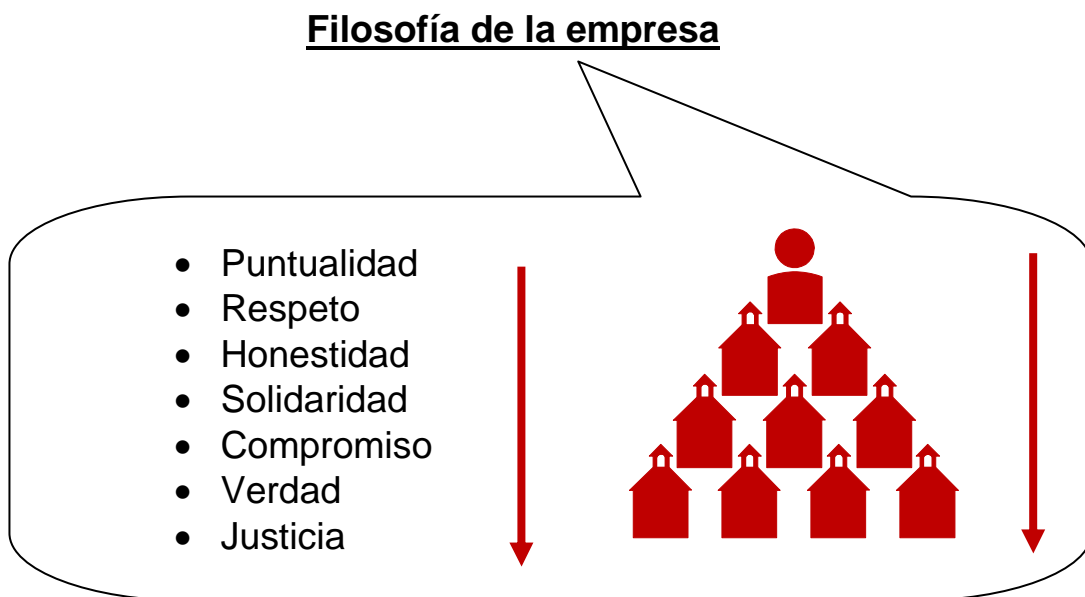 Filosofía de la empresa
• Puntualidad
• Respeto
• Honestidad
• Solidaridad
• Compromiso
• Verdad
• Justicia